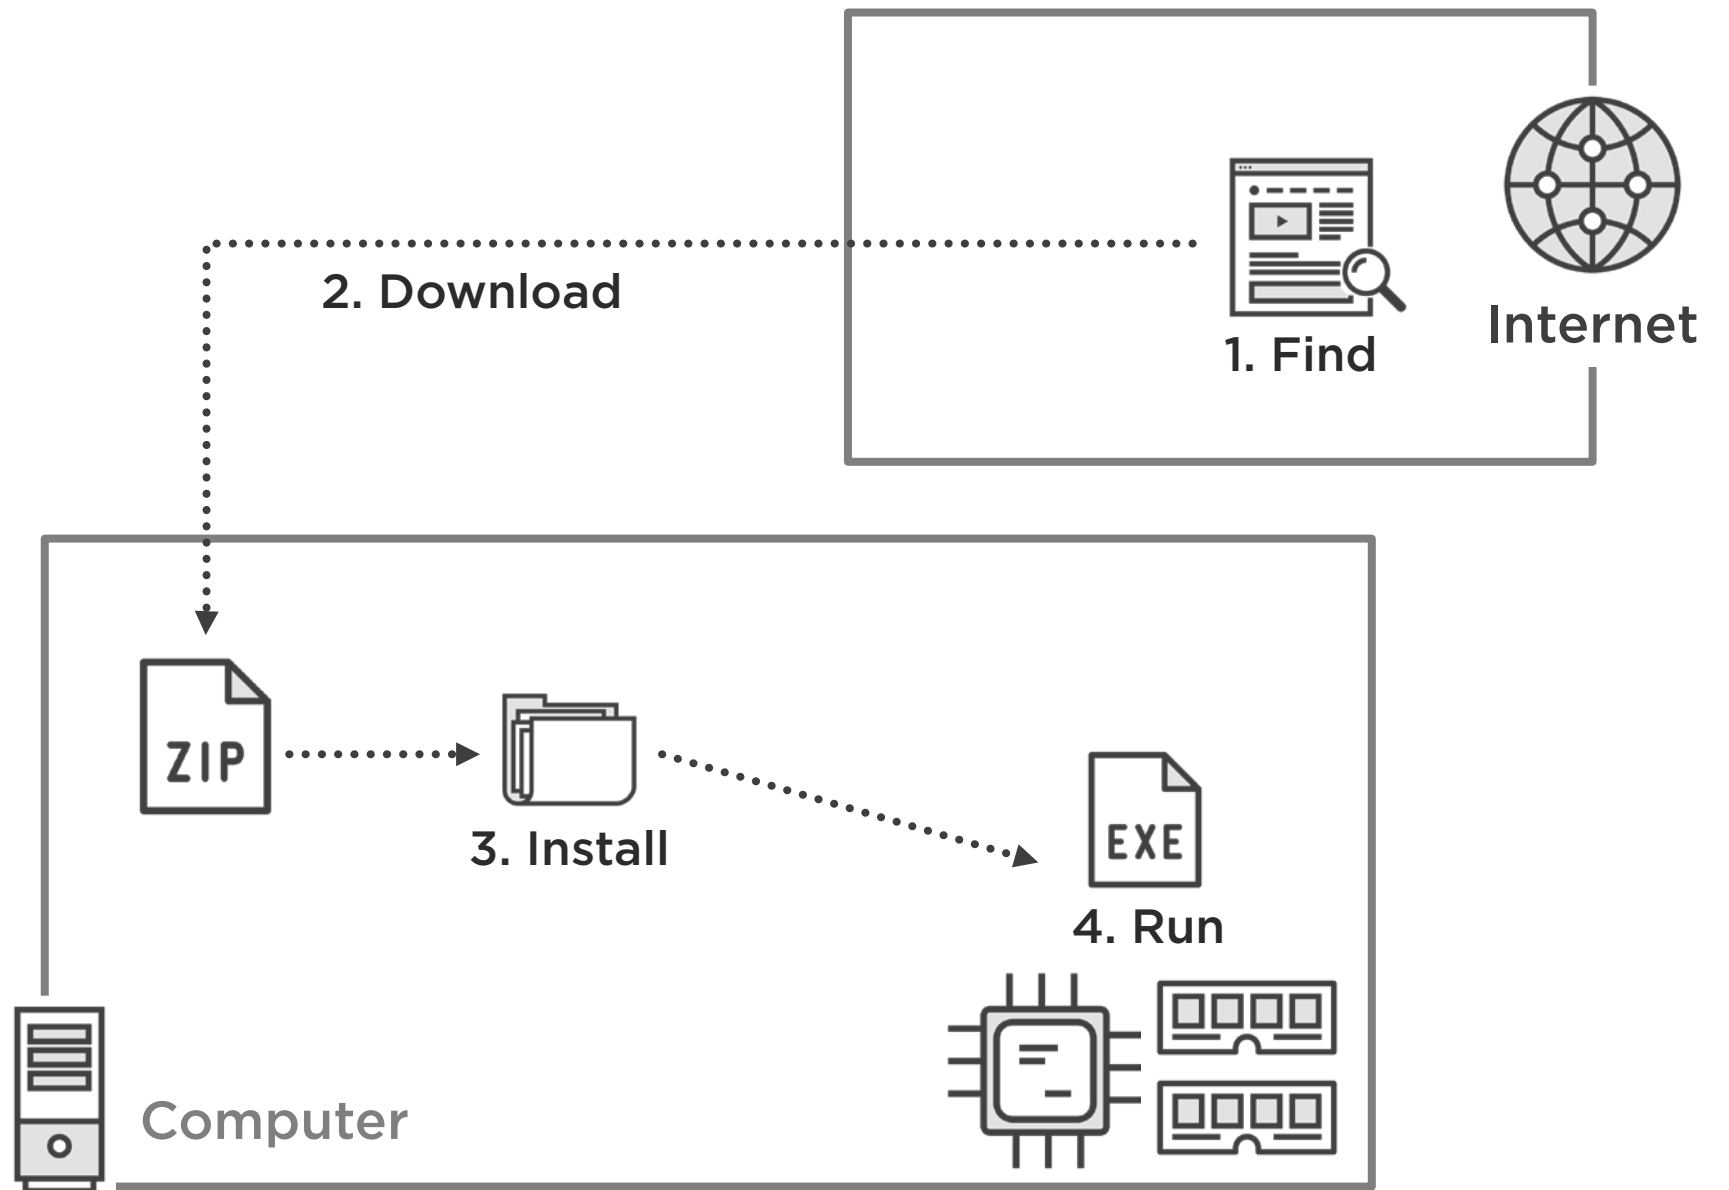 Internet
1. Find
2. Download
ZIP
3. Install
EXE
4. Run
Computer